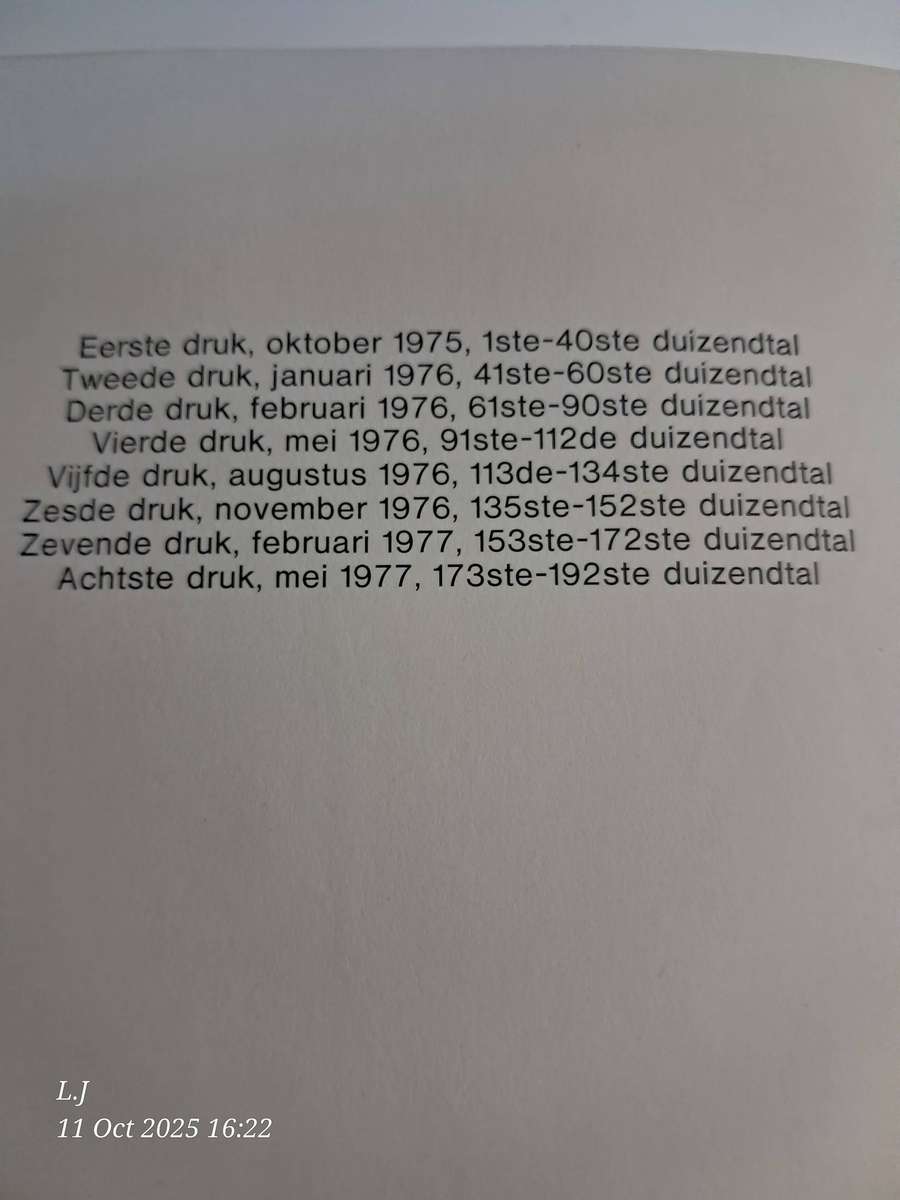 Eerste druk, oktober 1975, 1ste-40ste duizendtal
Tweede druk, januari 1976, 41ste-60ste duizendtal
Derde druk, februari 1976, 61ste-90ste duizendtal
Vierde druk, mei 1976, 91ste-112de duizendtal
Vijfde druk, augustus 1976, 113de-134ste duizendtal
Zesde druk, november 1976, 135ste-152ste duizendtal
Zevende druk, februari 1977, 153ste-172ste duizendtal
Achtste druk, mei 1977, 173ste-192ste duizendtal
L.J
11 Oct 2025 16:22